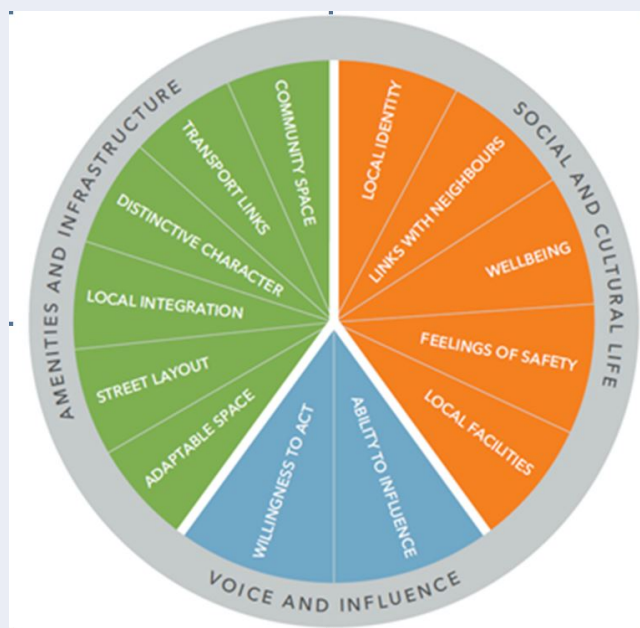 AMENITIES AND INFRASTRUCTURE
COMMUNITY SPACE
TRANSPORT LINKS
DISTINCTIVE CHARACTER
LOCAL INTEGRATION
STREET LAYOUT
ADAPTABLE SPACE
SOCIAL AND CULTURAL LIFE
LOCAL IDENTITY
LINKS WITH NEIGHBOURS
WELLBEING
FEELINGS OF SAFETY
LOCAL FACILITIES
VOICE AND INFLUENCE
WILLINGNESS TO ACT
ABILITY TO INFLUENCE